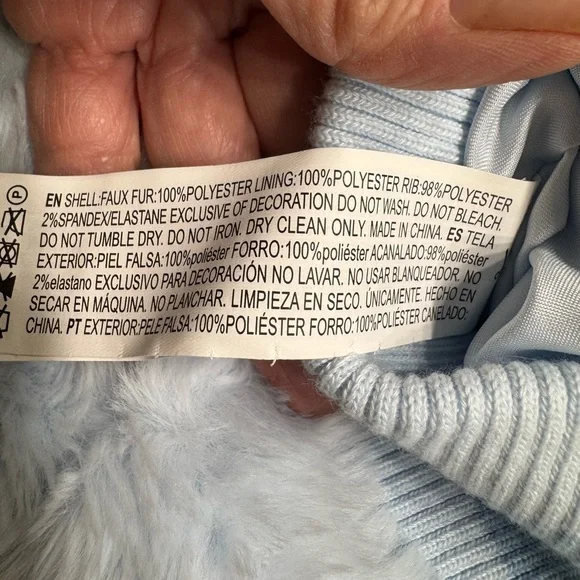 P
EN SHELL:FAUX FUR:100%POLYESTER LINING:100%POLYESTER RIB:98%POLYESTER
2%SPANDEX/ELASTANE EXCLUSIVE OF DECORATION DO NOT WASH. DO NOT BLEACH.
DO NOT TUMBLE DRY. DO NOT IRON. DRY CLEAN ONLY. MADE IN CHINA. ES TELA
EXTERIOR:PIEL FALSA:100%poliéster FORRO:100%poliéster ACANALADO:98%poliéster
2%elastano EXCLUSIVO PARA DECORACIÓN NO LAVAR. NO USAR BLANQUEADOR. NO
SECAR EN MÁQUINA. NO PLANCHAR. LIMPIEZA EN SECO. ÚNICAMENTE. HECHO EN
CHINA. PT EXTERIOR:PELE FALSA:100%POLIÉSTER FORRO:100%POLIÉSTER CANELADO: